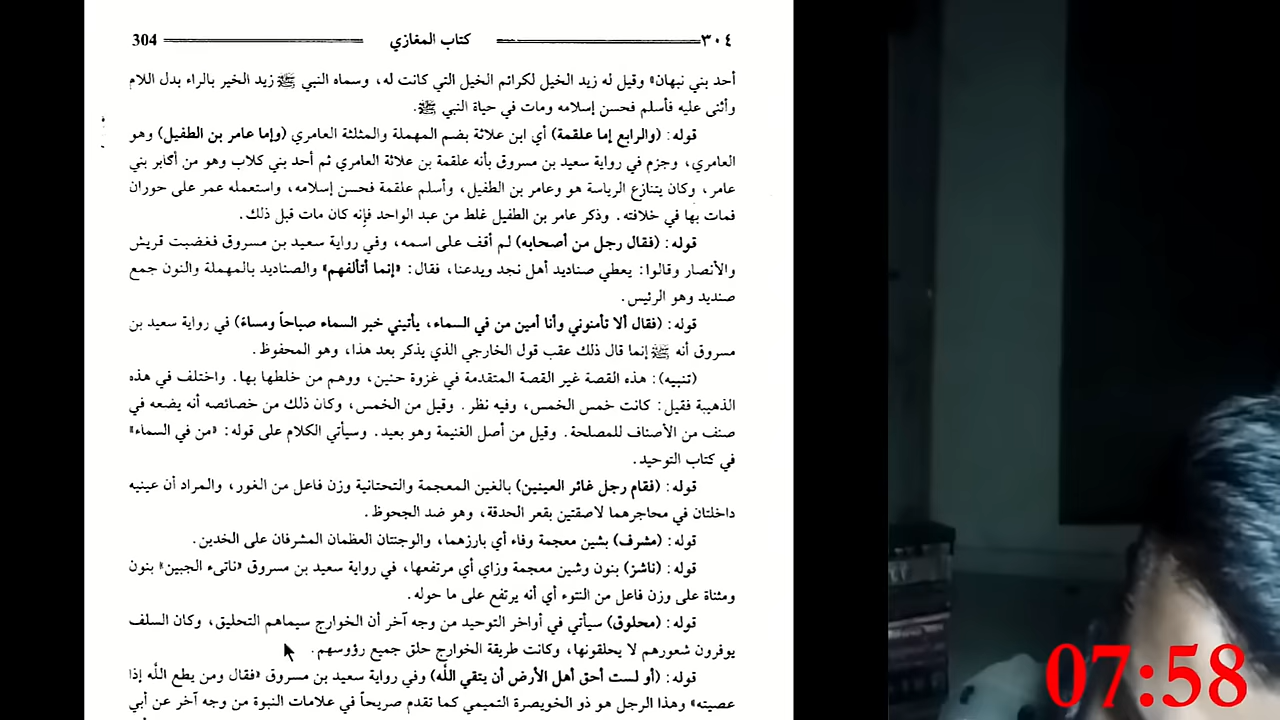 ٣٠٤ كتاب المغازي 304
أحد بني نبهان» وقيل له زيد الخيل لكرائم الخيل التي كانت له، وسماه النبي ﷺ زيد الخير بالراء بدل اللام
وأثنى عليه فأسلم فحسن إسلامه ومات في حياة النبي ﷺ.
قوله: (والرابع إما علقمة) أي ابن علاثة بضم المهملة والمثلثة العامري (وإما عامر بن الطفيل) وهو
العامري، وجزم في رواية سعيد بن مسروق بأنه علقمة بن علاثة العامري ثم أحد بني كلاب وهو من أكابر بني
عامر، وكان يتنازع الرياسة هو وعامر بن الطفيل، وأسلم علقمة فحسن إسلامه، واستعمله عمر على حوران
فمات بها في خلافته. وذكر عامر بن الطفيل غلط من عبد الواحد فإنه كان مات قبل ذلك.
قوله: (فقال رجل من أصحابه) لم أقف على اسمه، وفي رواية سعيد بن مسروق فغضبت قريش
والأنصار وقالوا: يعطي صناديد أهل نجد ويدعنا، فقال: «إنما أتألفهم» والصناديد بالمهملة والنون جمع
صنديد وهو الرئيس.
قوله: (فقال ألا تأمنوني وأنا أمين من في السماء، يأتيني خبر السماء صباحاً ومساءً) في رواية سعيد بن
مسروق أنه ﷺ إنما قال ذلك عقب قول الخارجي الذي يذكر بعد هذا، وهو المحفوظ.
(تنبيه): هذه القصة غير القصة المتقدمة في غزوة حنين، ووهم من خلطها بها. واختلف في هذه
الذهيبة فقيل: كانت خمس الخمس، وفيه نظر. وقيل من الخمس، وكان ذلك من خصائصه أنه يضعه في
صنف من الأصناف للمصلحة. وقيل من أصل الغنيمة وهو بعيد. وسيأتي الكلام على قوله: «من في السماء»
في كتاب التوحيد.
قوله: (فقام رجل غائر العينين) بالغين المعجمة والتحتانية وزن فاعل من الغور، والمراد أن عينيه
داخلتان في محاجرهما لاصقتين بقعر الحدقة، وهو ضد الجحوظ.
قوله: (مشرف) بشين معجمة وفاء أي بارزهما، والوجنتان العظمان المشرفان على الخدين.
قوله: (ناشز) بنون وشين معجمة وزاي أي مرتفعها، في رواية سعيد بن مسروق «ناتىء الجبين» بنون
ومثناة على وزن فاعل من النتوء أي أنه يرتفع على ما حوله.
قوله: (محلوق) سيأتي في أواخر التوحيد من وجه آخر أن الخوارج سيماهم التحليق، وكان السلف
يوفرون شعورهم لا يحلقونها، وكانت طريقة الخوارج حلق جميع رؤوسهم.
قوله: (أو لست أحق أهل الأرض أن يتقي الله) وفي رواية سعيد بن مسروق «فقال ومن يطع الله إذا
عصيته» وهذا الرجل هو ذو الخويصرة التميمي كما تقدم صريحاً في علامات النبوة من وجه آخر عن أبي
07:58